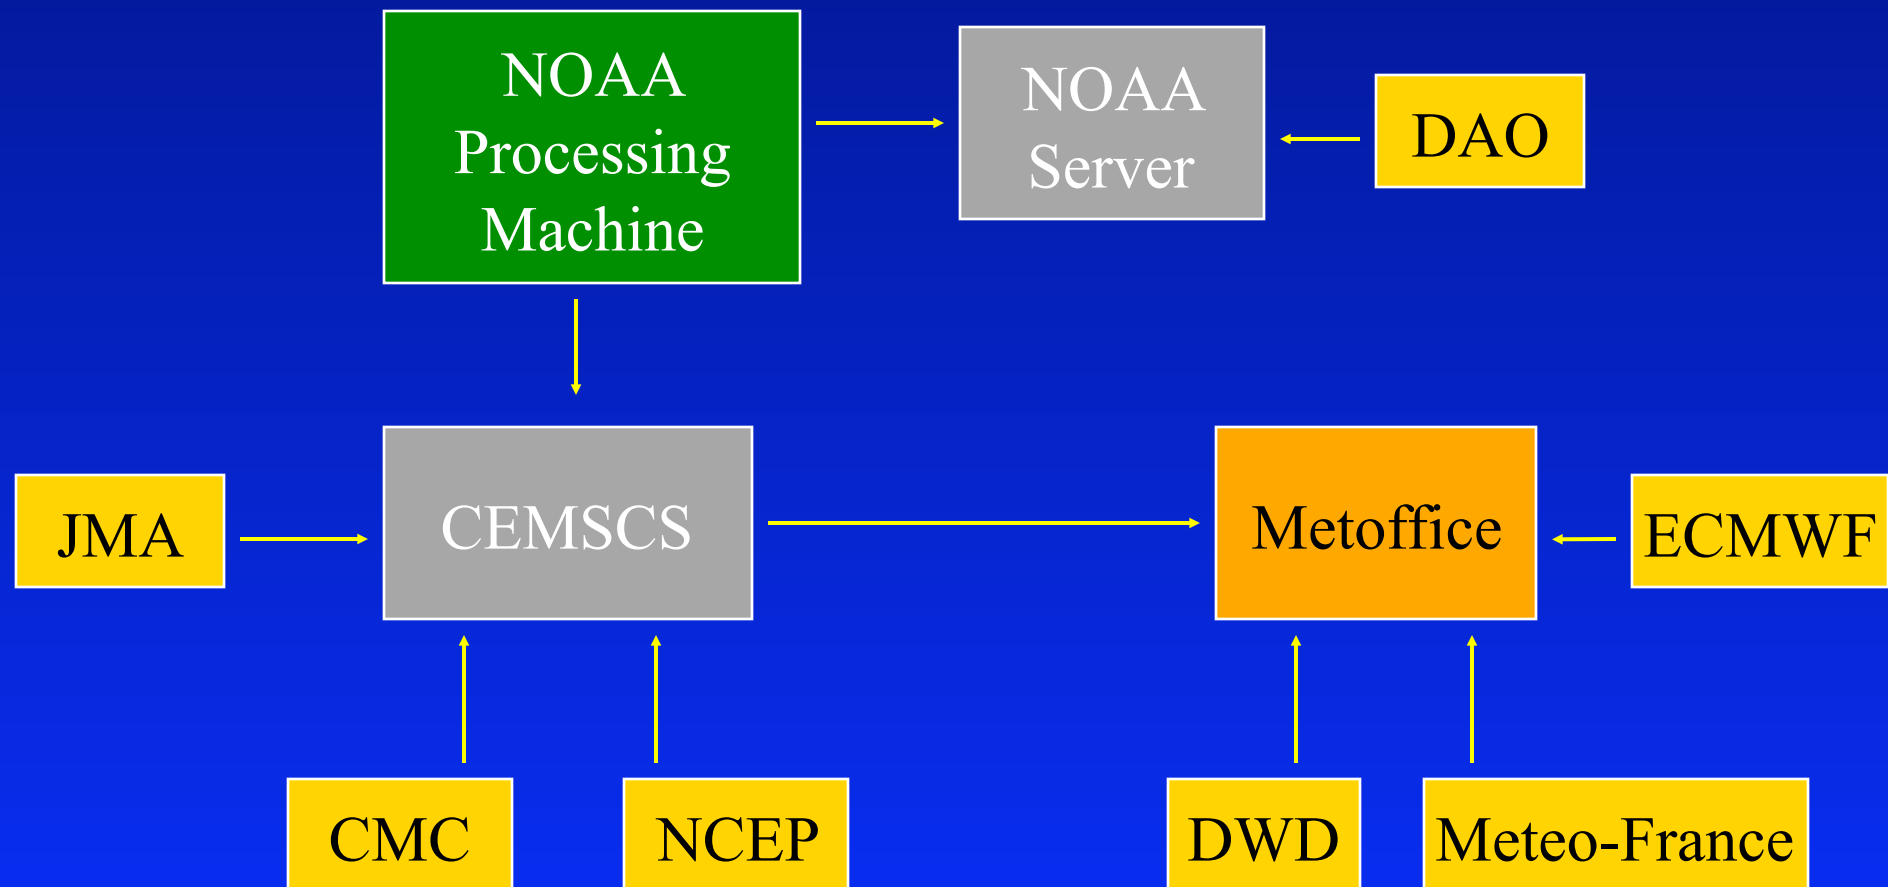 NOAA
Processing
Machine
NOAA
Server
DAO
JMA
CEMSCS
Metoffice
ECMWF
CMC
NCEP
DWD
Meteo-France